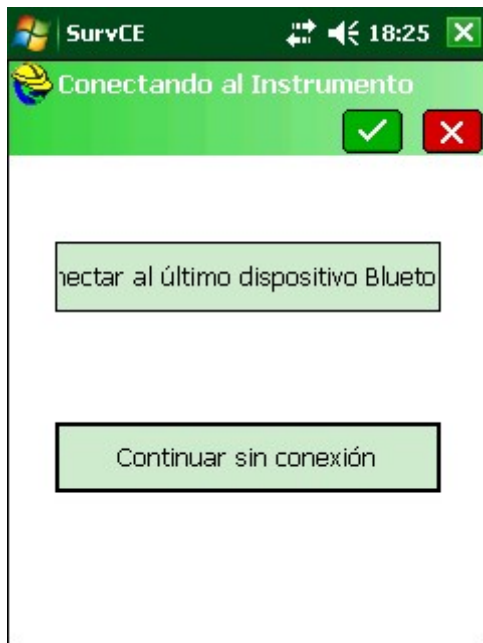 SurvCE 18:25
Conectando al Instrumento
nectar al último dispositivo Blueto
Continuar sin conexión